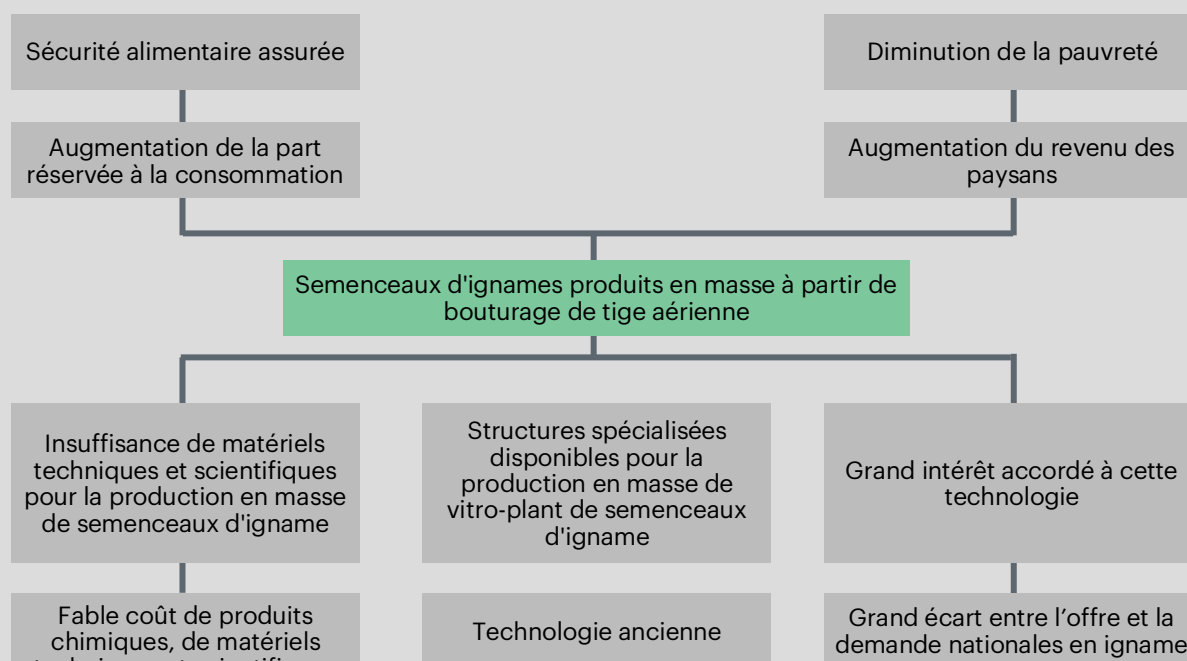 Sécurité alimentaire assurée
Diminution de la pauvreté
Augmentation de la part
réservée à la consommation
Augmentation du revenu des
paysans
Semenceaux d'ignames produits en masse à partir de
bouturage de tige aérienne
Insuffisance de matériels
techniques et scientifiques
pour la production en masse
de semenceaux d'igname
Structures spécialisées
disponibles pour la
production en masse de
vitro-plant de semenceaux
d'igname
Grand intérêt accordé à cette
technologie
Fable coût de produits
chimiques, de matériels
Technologie ancienne
Grand écart entre l’offre et la
demande nationales en igname